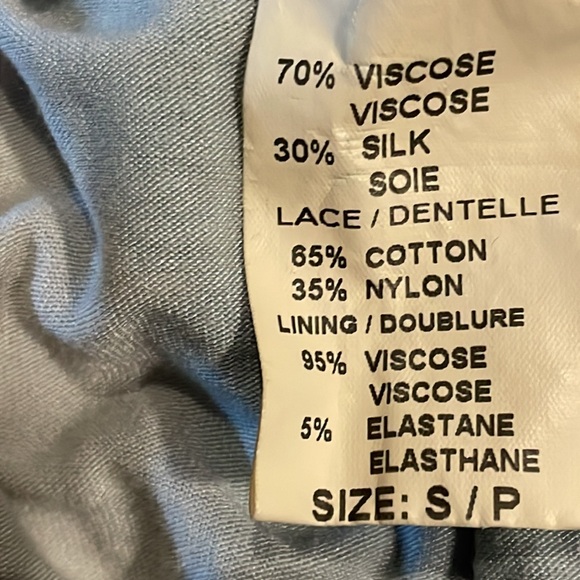 70% VISCOSE
VISCOSE
30% SILK
SOIE
LACE / DENTELLE
65% COTTON
35% NYLON
LINING / DOUBLURE
95% VISCOSE
VISCOSE
5% ELASTANE
ELASTHANE
SIZE: S / P